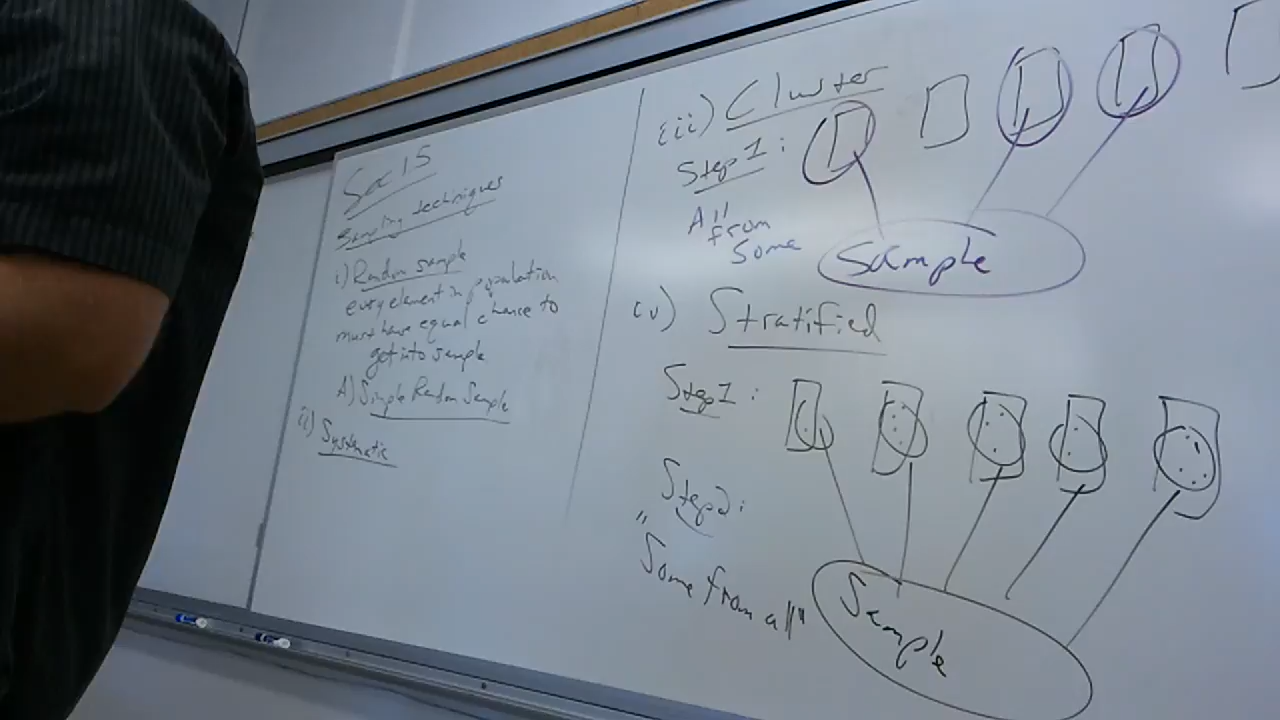 Soc 15
Sampling techniques
i) Random sample
every element in population
must have equal chance to
get into sample
A) Simple Random Sample
ii) Systematic
iii) Cluster
Step 1:
All
from
Some
Sample
iv) Stratified
Step 1:
Step 2:
"Some from all"
Sample